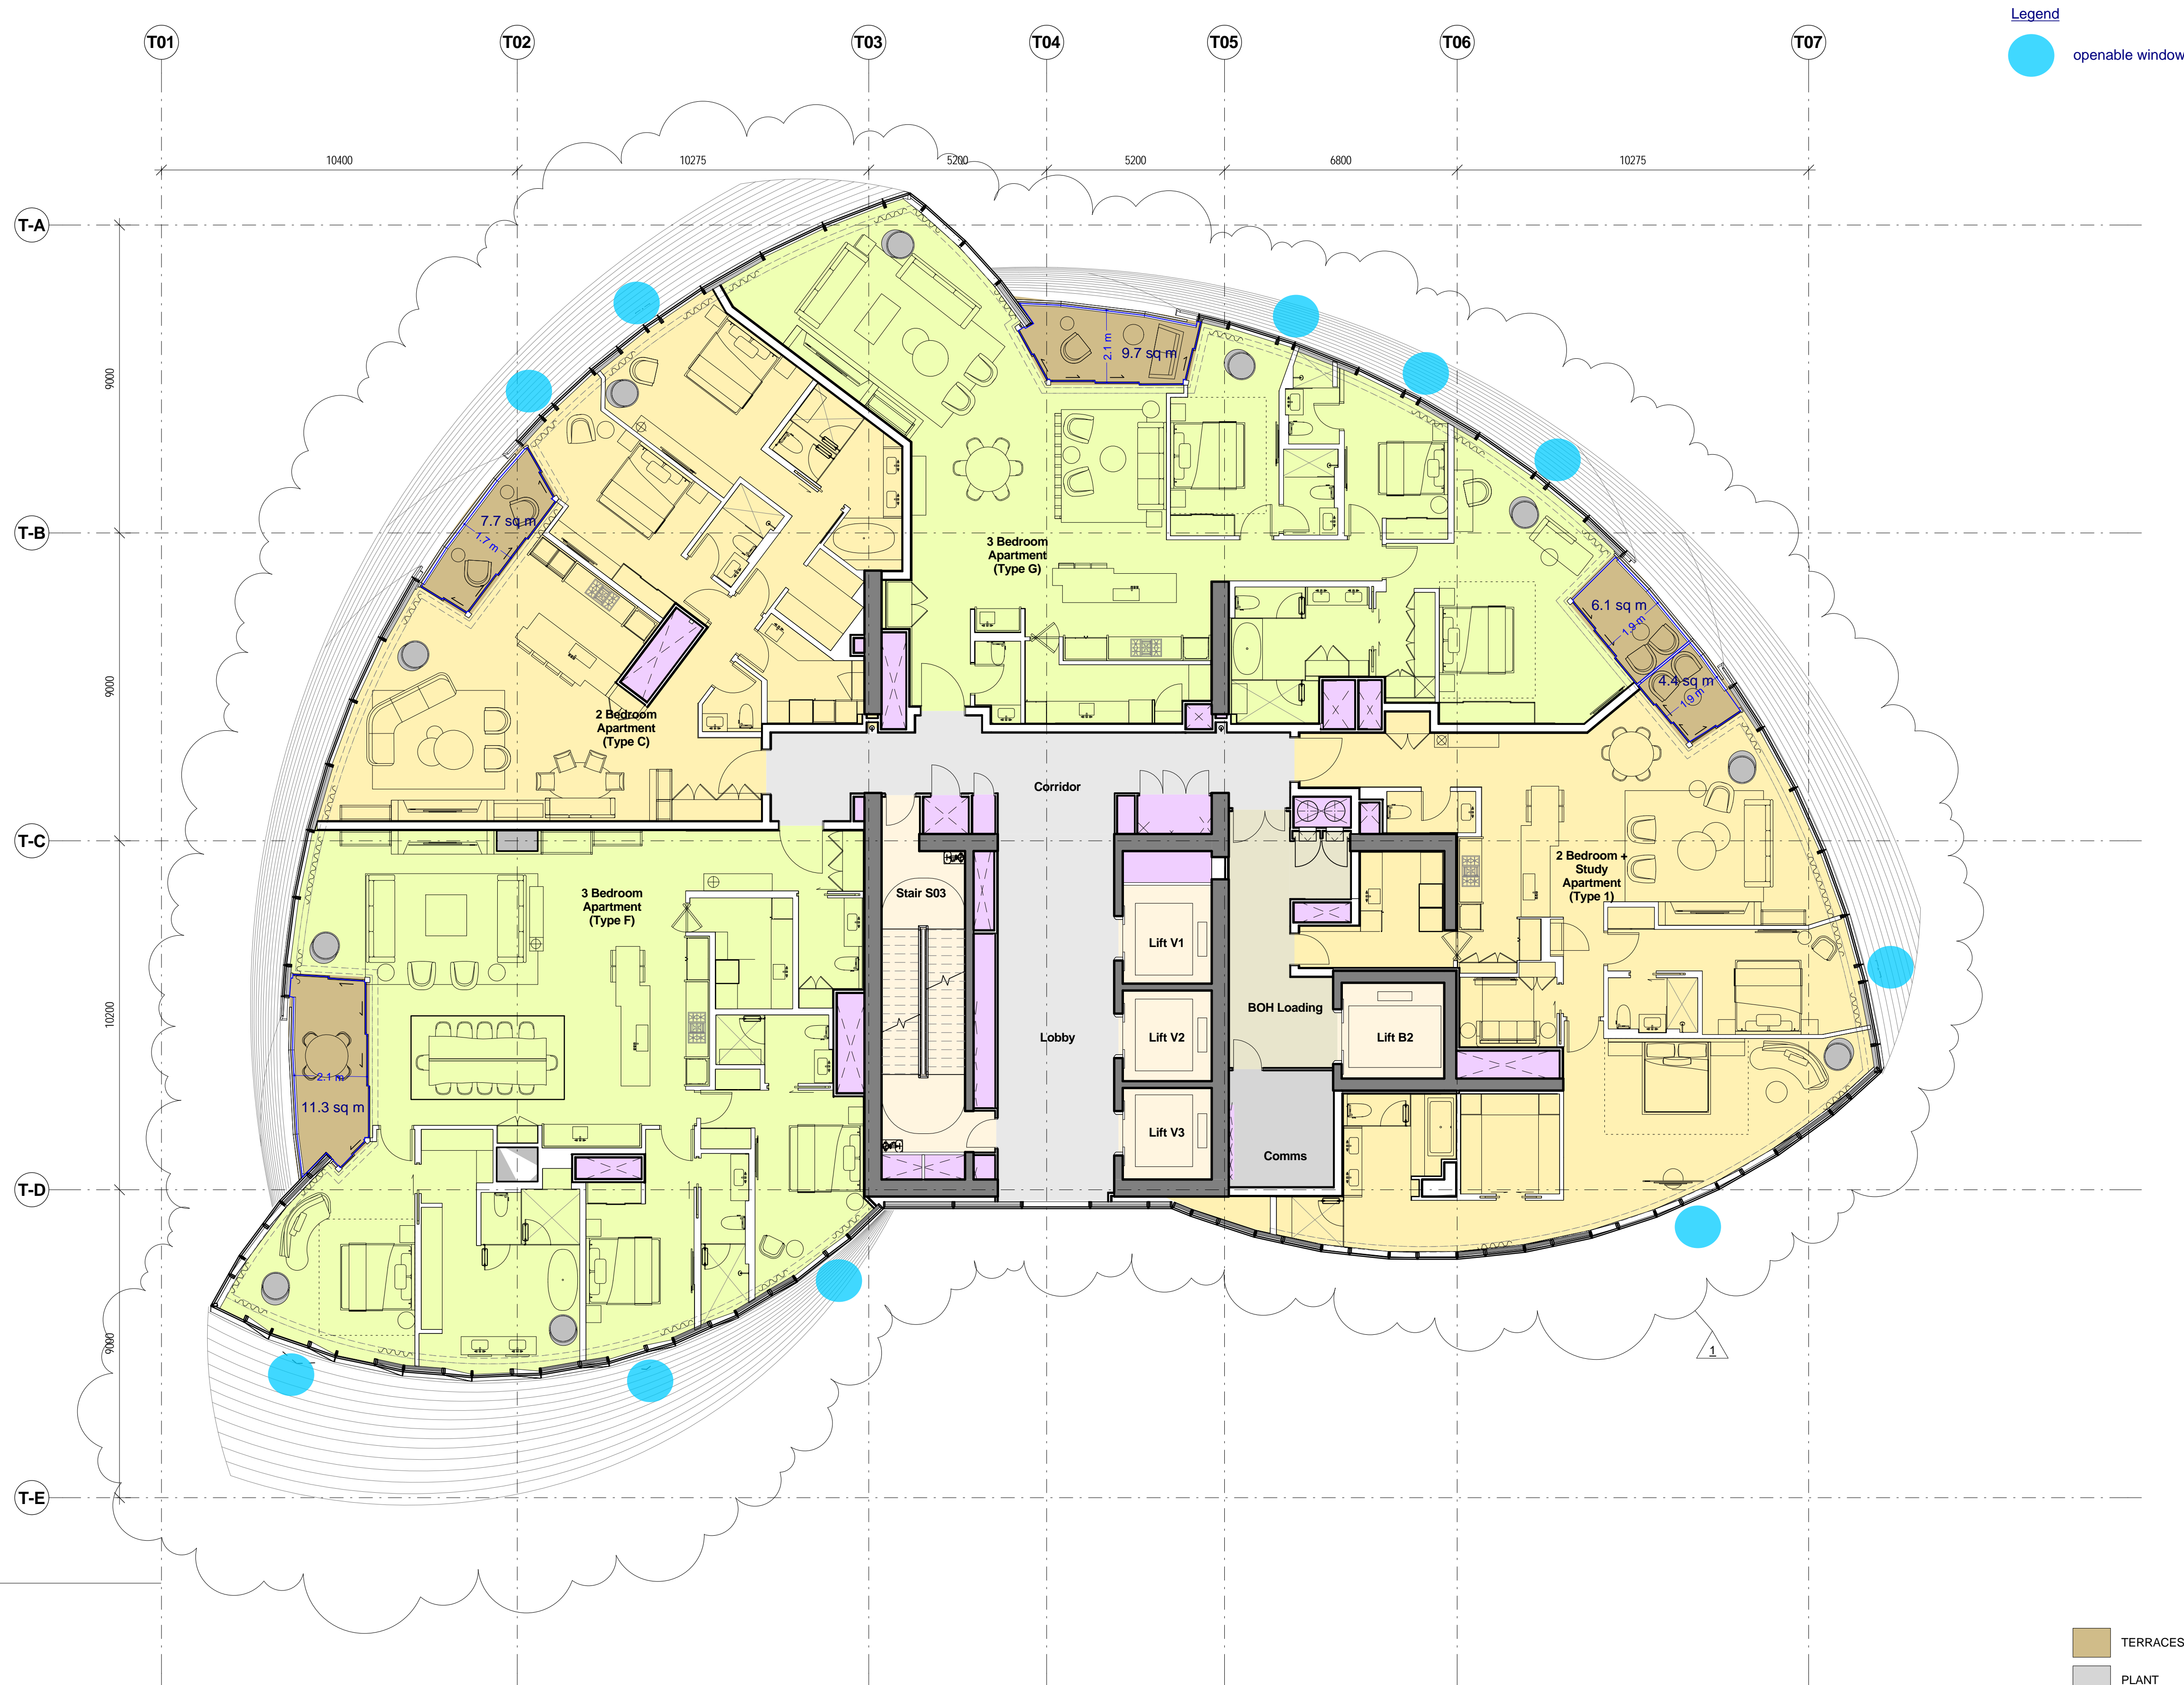 Legend
openable window
T01
T02
T03
T04
T05
T06
T07
10400
10275
5200
5200
6800
10275
T-A
T-B
T-C
T-D
T-E
9000
9000
10200
9000
2.1 m
9.7 sq m
7.7 sq m
1.7 m
6.1 sq m
1.9 m
4.4 sq m
1.9 m
2.1 m
11.3 sq m
3 Bedroom
Apartment
(Type G)
2 Bedroom
Apartment
(Type C)
Corridor
3 Bedroom
Apartment
(Type F)
Stair S03
2 Bedroom +
Study
Apartment
(Type 1)
Lift V1
BOH Loading
Lobby
Lift V2
Lift B2
Lift V3
Comms
1
TERRACES
PLANT